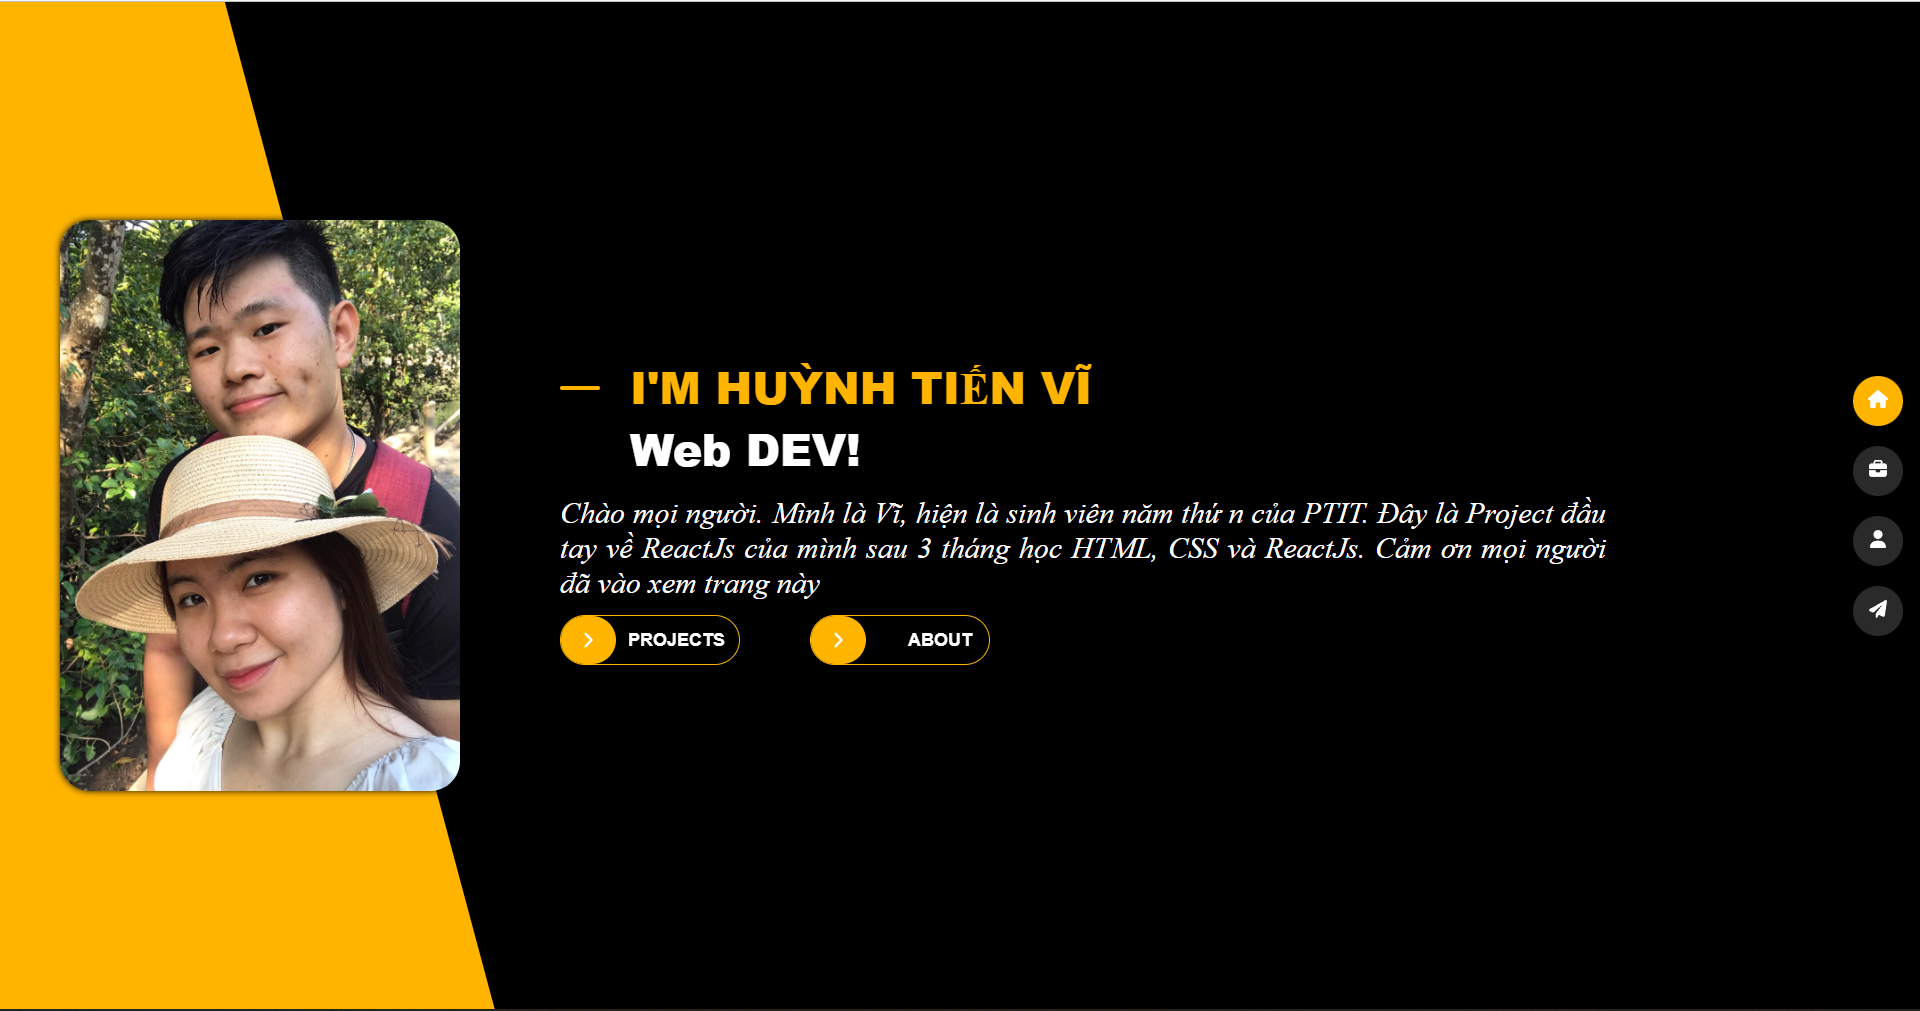 I'M HUỲNH TIẾN VĨ
Web DEV!
Chào mọi người. Mình là Vĩ, hiện là sinh viên năm thứ n của PTIT. Đây là Project đầu
tay về ReactJs của mình sau 3 tháng học HTML, CSS và ReactJs. Cảm ơn mọi người
đã vào xem trang này
PROJECTS
ABOUT